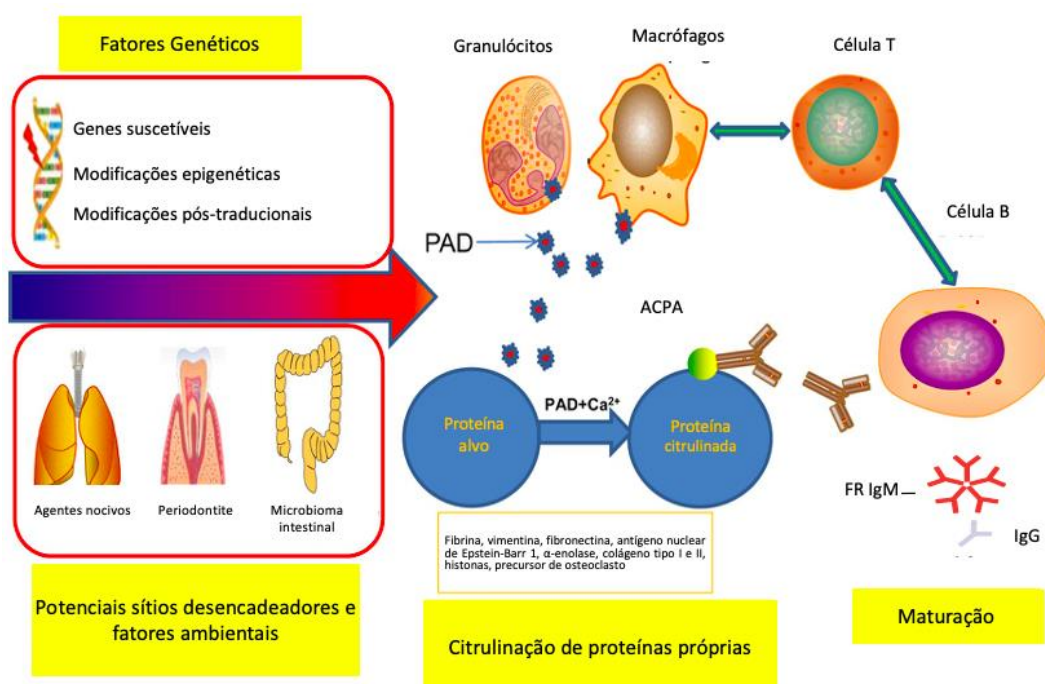 Fatores Genéticos
Genes suscetíveis
Modificações epigenéticas
Modificações pós-traducionais
Agentes nocivos
Periodontite
Microbioma
intestinal
Potenciais sítios desencadeadores e
fatores ambientais
Granulócitos
Macrófagos
Célula T
Célula B
PAD
ACPA
Proteína
alvo
PAD+Ca²⁺
Proteína
citrulinada
Fibrina, vimentina, fibronectina, antígeno nuclear
de Epstein-Barr 1, α-enolase, colágeno tipo I e II,
histonas, precursor de osteoclasto
Citrulinação de proteínas próprias
FR IgM
IgG
Maturação